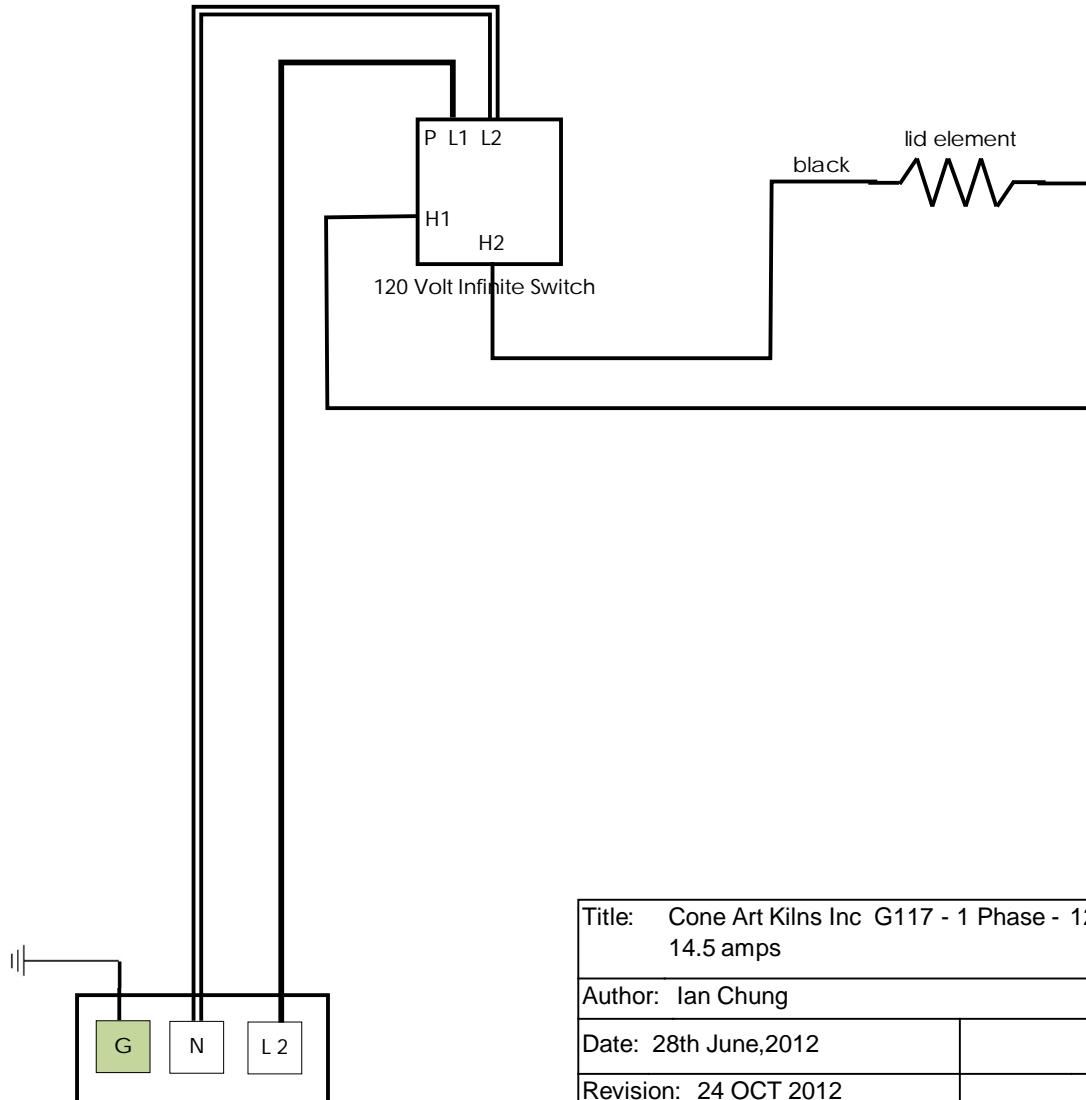 P L1 L2
H1
H2
120 Volt Infinite Switch
black
lid element
G
N
L 2
Title: Cone Art Kilns Inc G117 - 1 Phase -
14.5 amps
Author: Ian Chung
Date: 28th June,2012
Revision: 24 OCT 2012